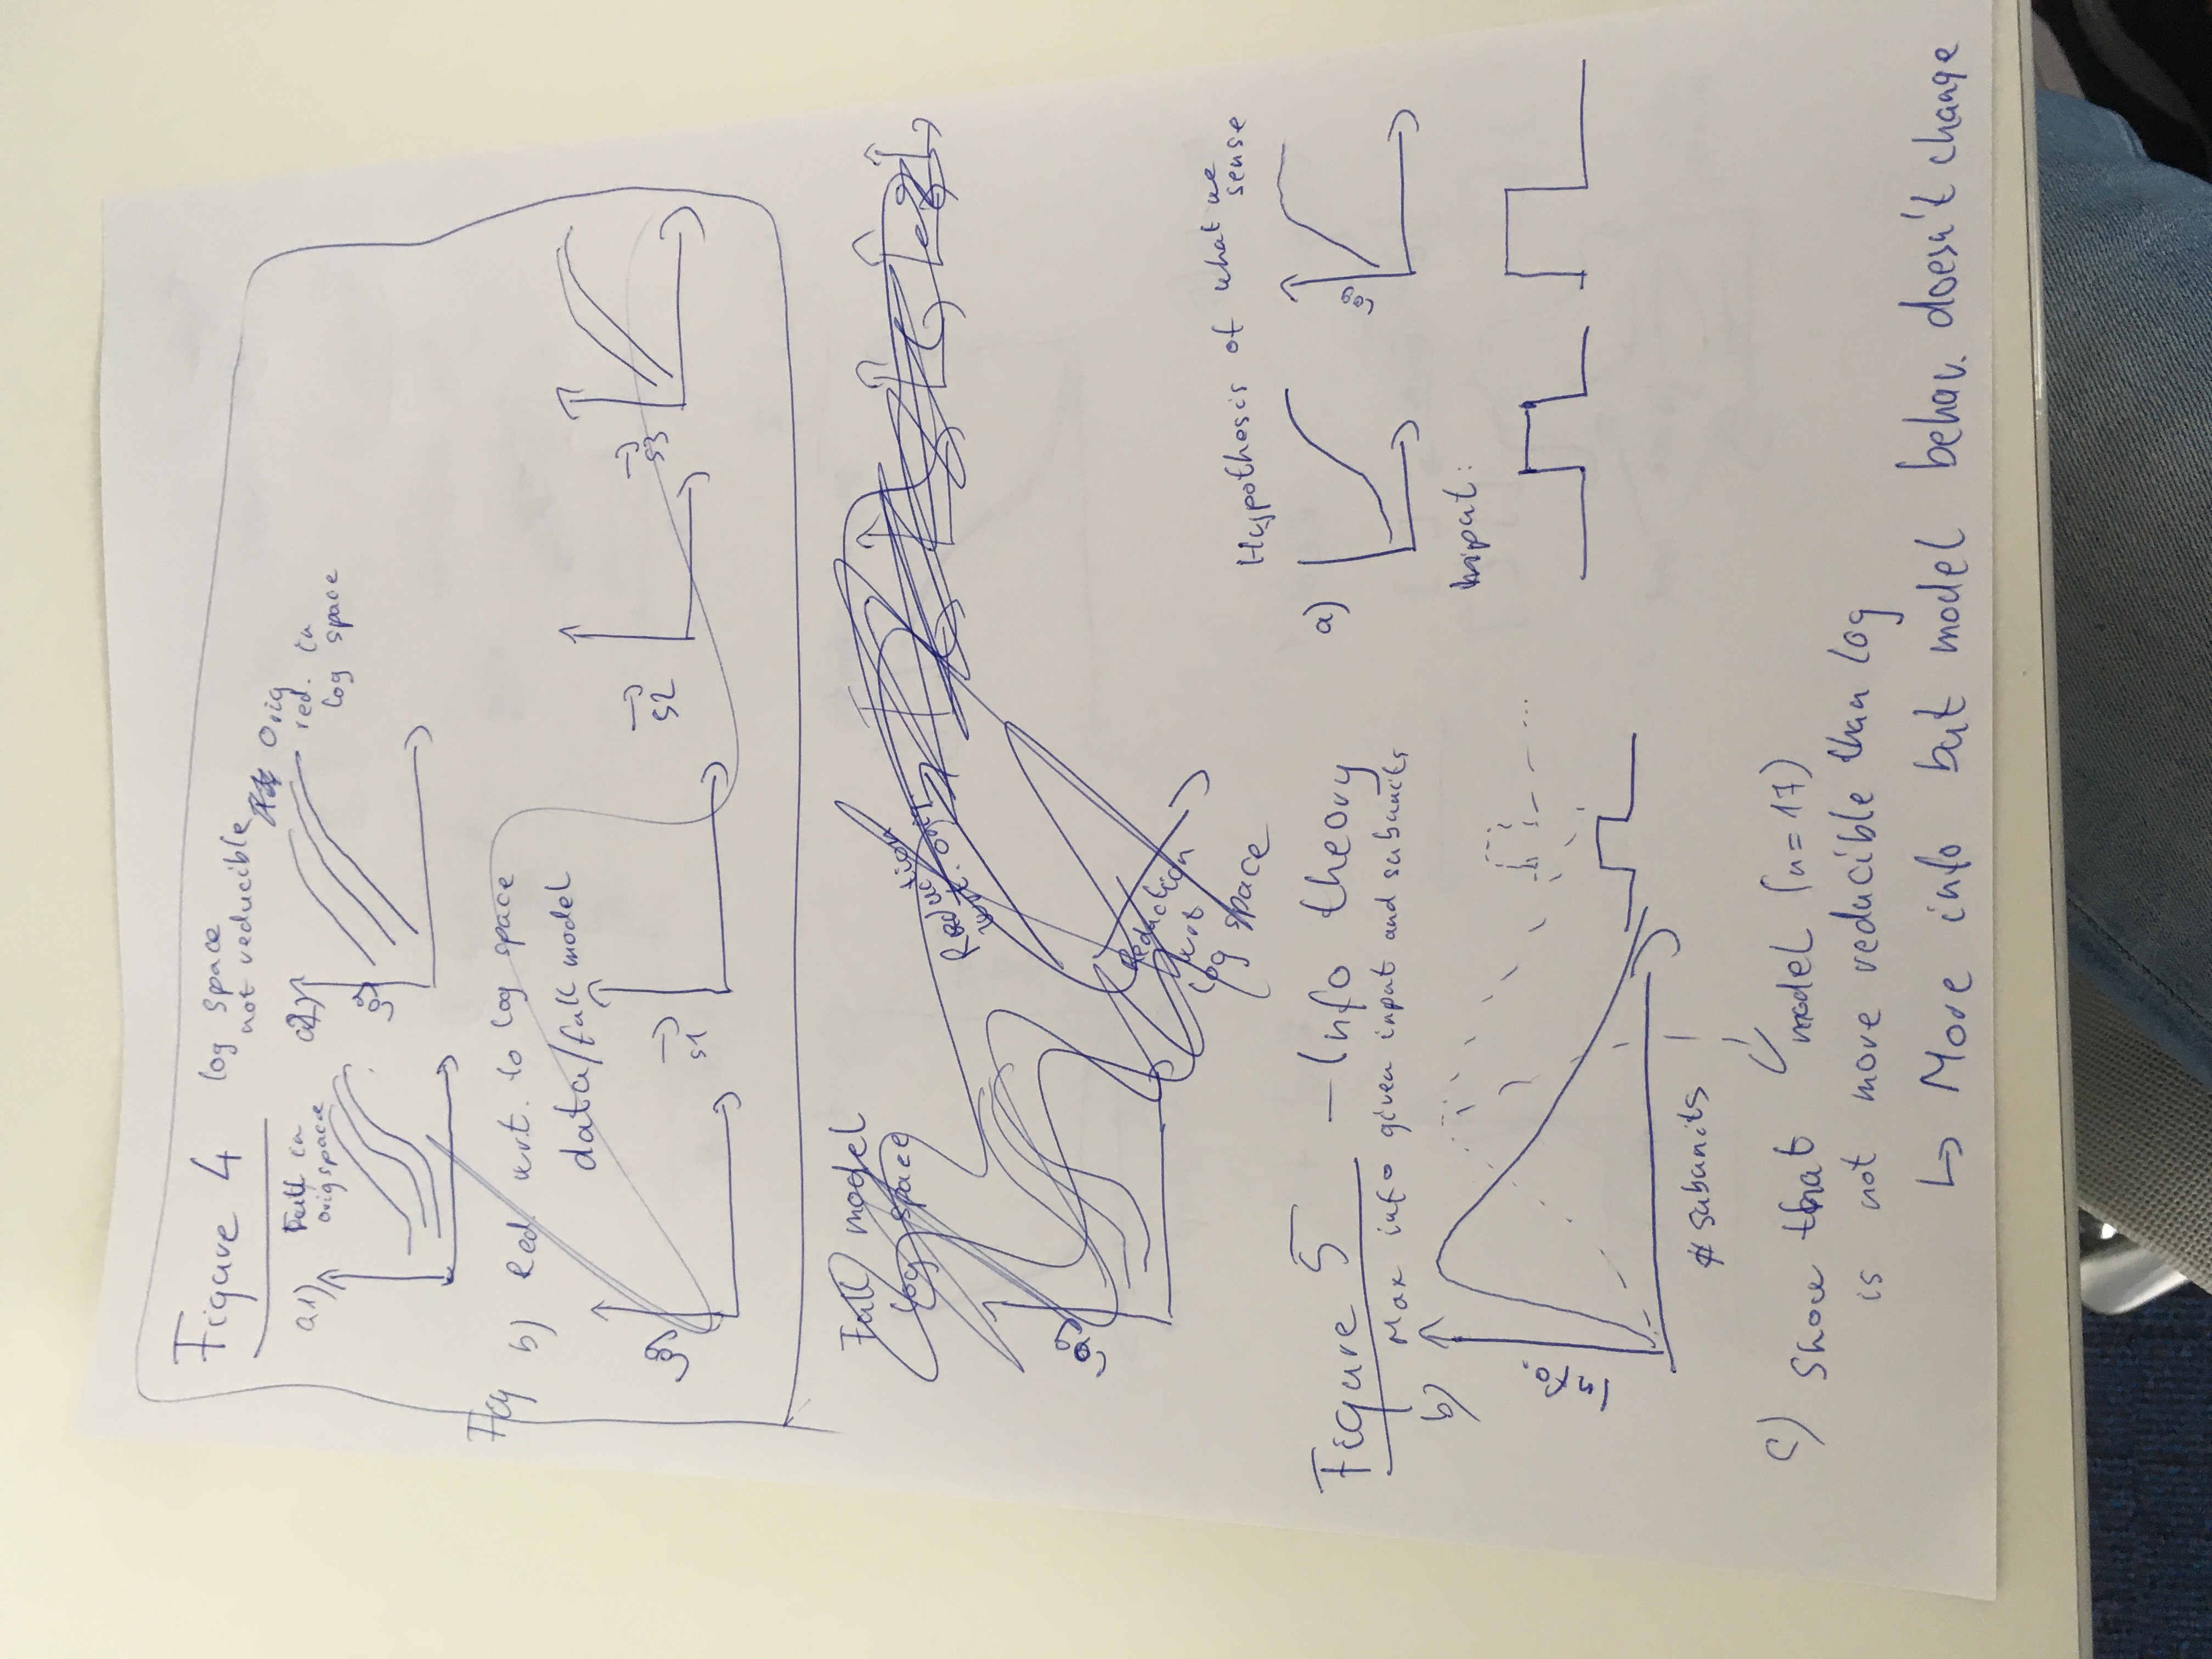 Figure 4
log space
not reducible
a1)
Full in
orig space
a2)
Orig
red. in
log space
log
Fig
b) Red. w.r.t. to log space
data/full model
log
s1
s2
s3
Full model
log space
log
Reduction
w.r.t. orig.
Reduction
wrt
log space
Hypothesis of what we
sense
a)
log
Input:
Figure 5 - Info theory
Max info given input and subunits
b)
Info.
# subunits
c) Show that model (n=17)
is not more reducible than log
↳ More info but model behav. doesn't change